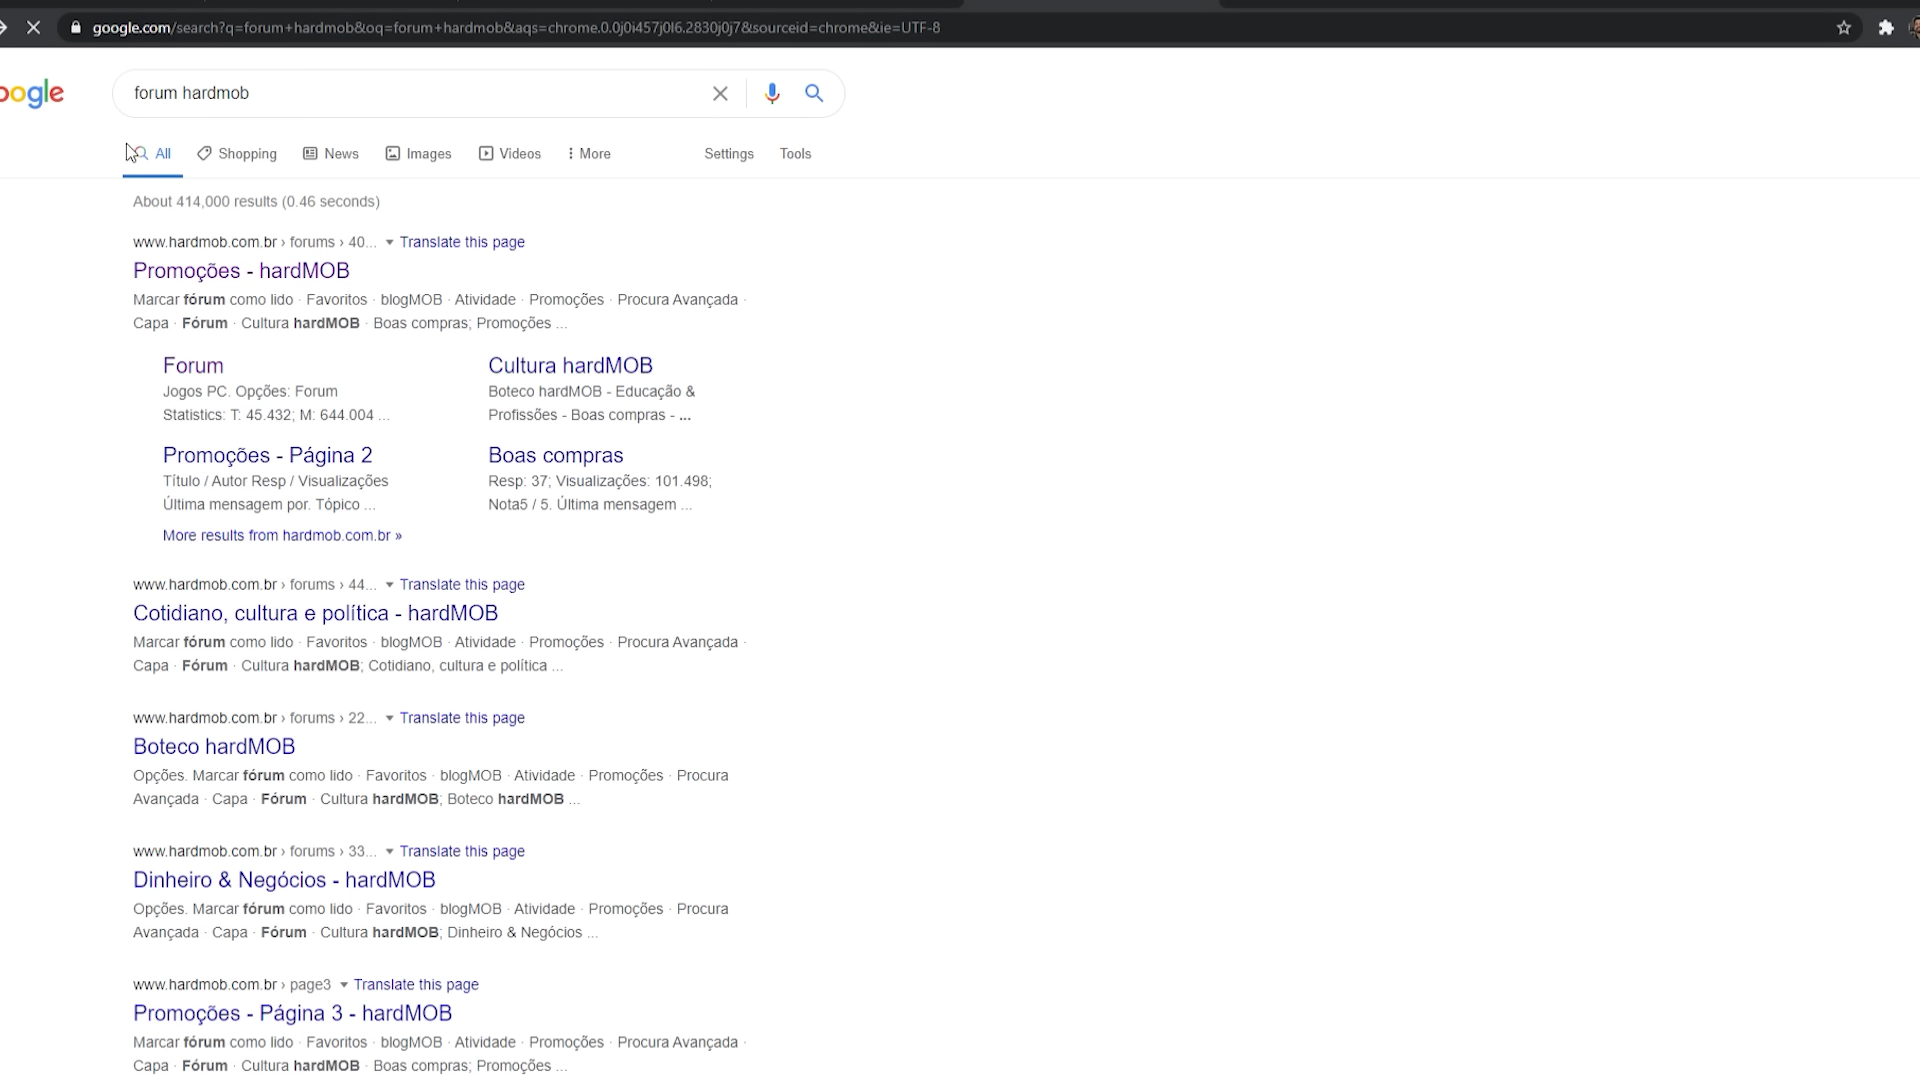 google.com/search?q=forum+hardmob&oq=forum+hardmob&aqs=chrome.0.0j0i457j0l6.2830j0j7&sourceid=chrome&ie=UTF-8
oogle
forum hardmob
All Shopping News Images Videos More Settings Tools
About 414,000 results (0.46 seconds)
www.hardmob.com.br › forums › 40... Translate this page
Promoções - hardMOB
Marcar fórum como lido · Favoritos · blogMOB · Atividade · Promoções · Procura Avançada ·
Capa · Fórum · Cultura hardMOB · Boas compras; Promoções ...
Forum
Jogos PC. Opções: Forum
Statistics: T: 45.432; M: 644.004 ...
Cultura hardMOB
Boteco hardMOB - Educação &
Profissões - Boas compras - ...
Promoções - Página 2
Título / Autor Resp / Visualizações
Última mensagem por. Tópico ...
Boas compras
Resp: 37; Visualizações: 101.498;
Nota5 / 5. Última mensagem ...
More results from hardmob.com.br »
www.hardmob.com.br › forums › 44... Translate this page
Cotidiano, cultura e política - hardMOB
Marcar fórum como lido · Favoritos · blogMOB · Atividade · Promoções · Procura Avançada ·
Capa · Fórum · Cultura hardMOB; Cotidiano, cultura e política ...
www.hardmob.com.br › forums › 22... Translate this page
Boteco hardMOB
Opções. Marcar fórum como lido · Favoritos · blogMOB · Atividade · Promoções · Procura
Avançada · Capa · Fórum · Cultura hardMOB; Boteco hardMOB ...
www.hardmob.com.br › forums › 33... Translate this page
Dinheiro & Negócios - hardMOB
Opções. Marcar fórum como lido · Favoritos · blogMOB · Atividade · Promoções · Procura
Avançada · Capa · Fórum · Cultura hardMOB; Dinheiro & Negócios ...
www.hardmob.com.br › page3 Translate this page
Promoções - Página 3 - hardMOB
Marcar fórum como lido · Favoritos · blogMOB · Atividade · Promoções · Procura Avançada ·
Capa · Fórum · Cultura hardMOB · Boas compras; Promoções ...